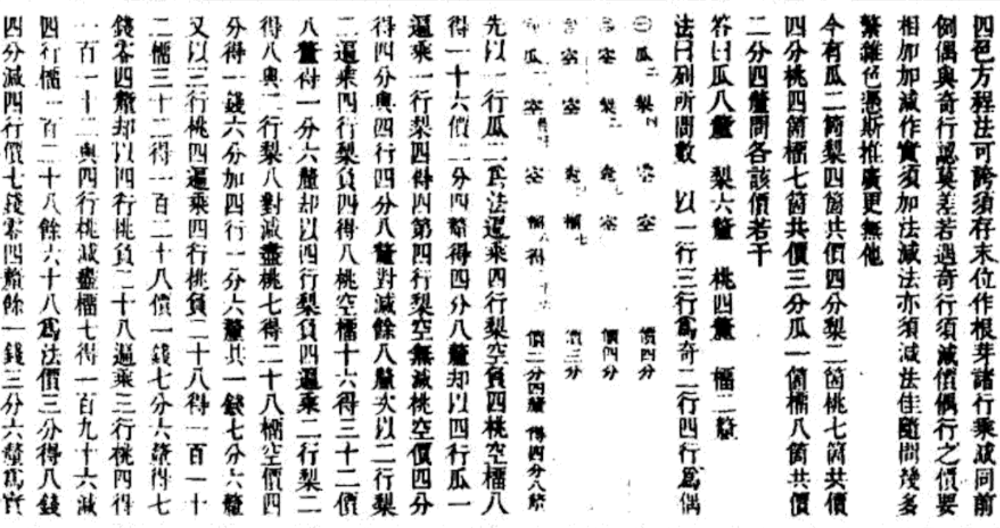 四色方程法可誇須存末位作根芽諸行乘減同前
例偶與奇行認莫差若遇奇行須減價偶行之價要
相加加減作實須加法減法亦須減法佳隨問幾多
繁雜色憑斯推廣更無他
今有瓜二箇梨四箇共價四分梨二箇桃七箇共價
四分桃四箇橊七箇共價三分瓜一箇橊八箇共價
二分四釐問各該價若干
答曰瓜八釐 梨六釐 桃四釐 橊二釐
法曰列所問數 以一行三行爲奇二行四行爲偶
㊀瓜二 梨四 空 空 價四分
空 梨二 桃七 空 價四分
空 空 桃四 橊七 價三分
瓜一 空 空 橊八 得十六 價二分四釐 得四分八釐
先以一行瓜二爲法遍乘四行梨空負四桃空橊八
得一十六價二分四釐得四分八釐却以四行瓜一
遍乘一行梨四得四第四行梨空無減桃空價四分
得四分與四行四分八釐對減餘八釐次以二行梨
二遍乘四行梨負四得八桃空橊十六得三十二價
八釐得一分六釐却以四行梨負四遍乘二行梨二
得八與二行梨八對減盡桃七得二十八橊空價四
分得一錢六分加四行一分六釐共一錢七分六釐
又以三行桃四遍乘四行桃負二十八得一百一十
二橊三十二得一百二十八價一錢七分六釐得七
錢零四釐却以四行桃負二十八遍乘三行桃四得
一百一十二與四行桃減盡橊七得一百九十六減
四行橊一百二十八餘六十八爲法價三分得八錢
四分減四行價七錢零四釐餘一錢三分六釐爲實